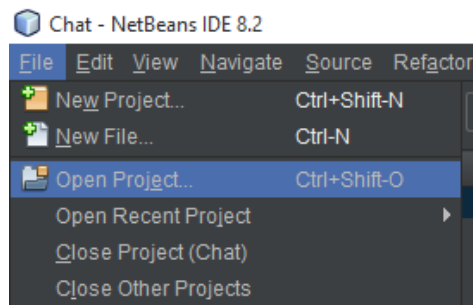 Chat - NetBeans IDE 8.2
File Edit View Navigate Source Refactor
New Project... Ctrl+Shift-N
New File... Ctrl-N
Open Project... Ctrl+Shift-O
Open Recent Project
Close Project (Chat)
Close Other Projects